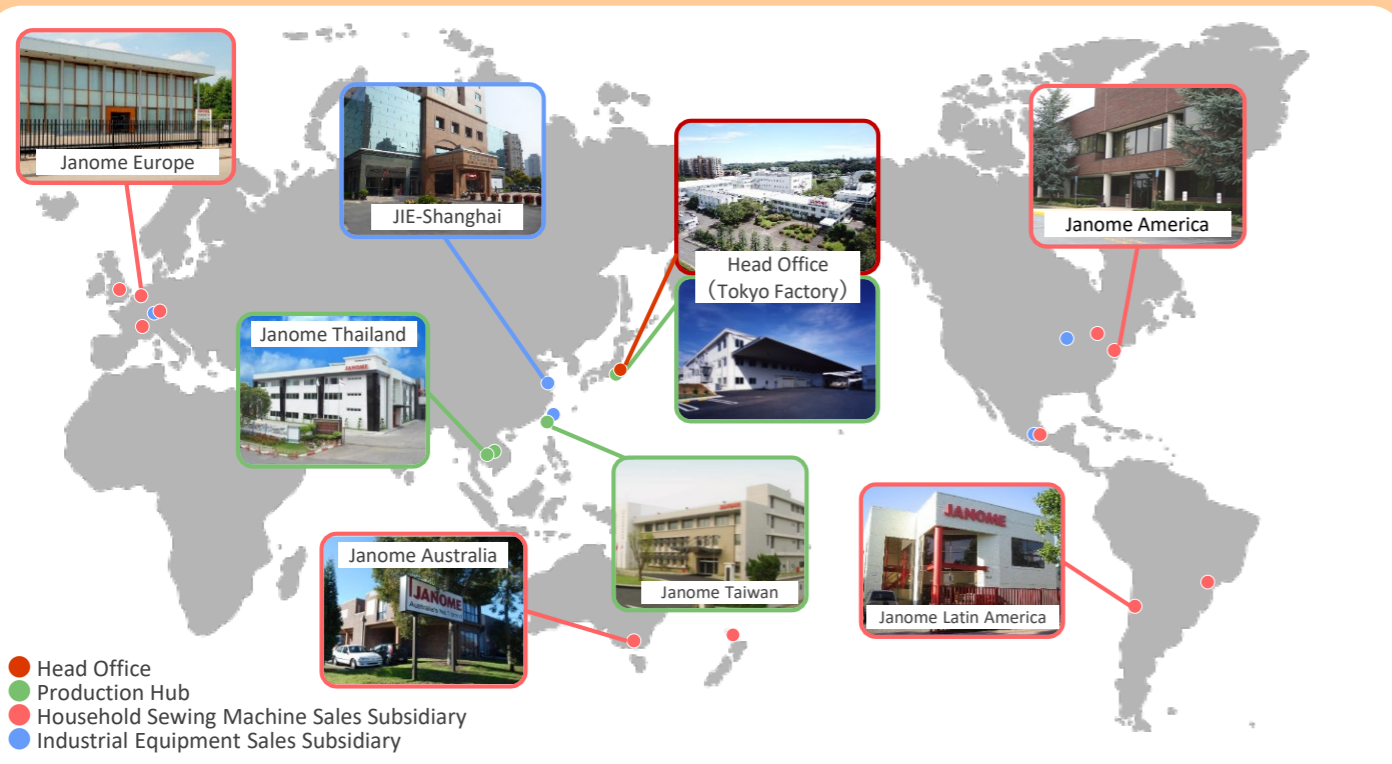 Janome Europe
JIE-Shanghai
Head Office
（Tokyo Factory）
Janome America
Janome Thailand
JANOME
Janome Australia
JANOME
Janome Taiwan
JANOME
Janome Latin America
Head Office
Production Hub
Household Sewing Machine Sales Subsidiary
Industrial Equipment Sales Subsidiary